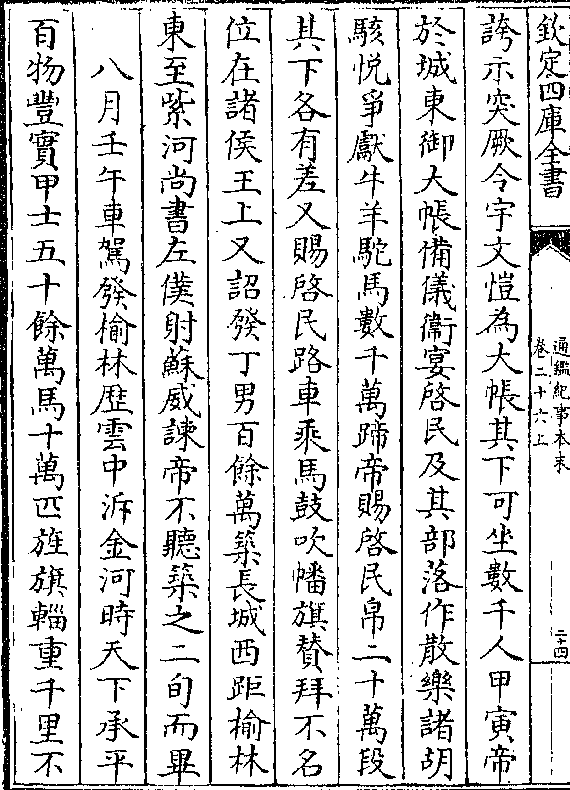 欽定四庫全書
通鑑紀事本末
卷二十六上
二十四
誇示突厥令宇文愷為大帳其下可坐數千人甲寅帝
於城東御大帳備儀衞宴啓民及其部落作散樂諸胡
駭悅爭獻牛羊駝馬數千萬蹄帝賜啓民帛二十萬段
其下各有差又賜啓民路車乘馬鼓吹幡旗賛拜不名
位在諸侯王上又詔發丁男百餘萬築長城西距榆林
東至紫河尚書左僕射蘇威諫帝不聽築之二旬而畢
八月壬午車駕發榆林歷雲中泝金河時天下承平
百物豐實甲士五十餘萬馬十萬匹旌旗輜重千里不